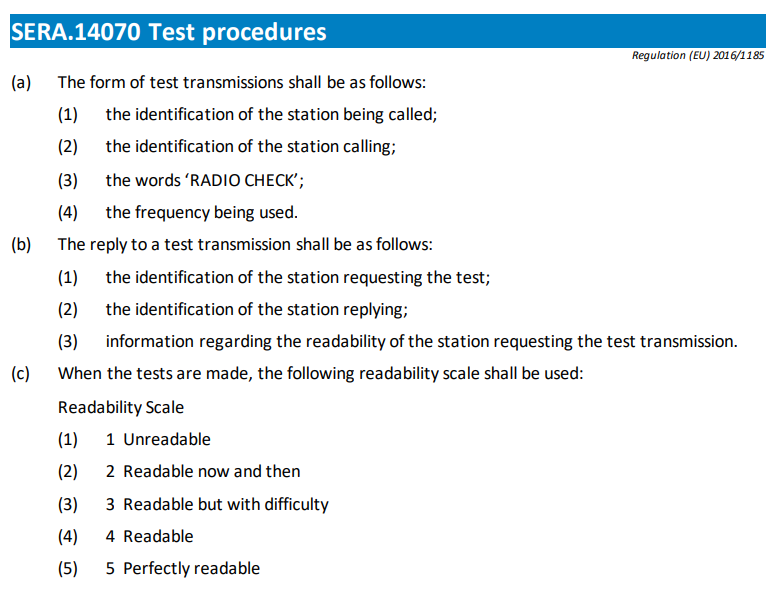 SERA.14070 Test procedures
Regulation (EU) 2016/1185
(a) The form of test transmissions shall be as follows:
(1) the identification of the station being called;
(2) the identification of the station calling;
(3) the words ‘RADIO CHECK’;
(4) the frequency being used.
(b) The reply to a test transmission shall be as follows:
(1) the identification of the station requesting the test;
(2) the identification of the station replying;
(3) information regarding the readability of the station requesting the test transmission.
(c) When the tests are made, the following readability scale shall be used:
Readability Scale
(1) 1 Unreadable
(2) 2 Readable now and then
(3) 3 Readable but with difficulty
(4) 4 Readable
(5) 5 Perfectly readable